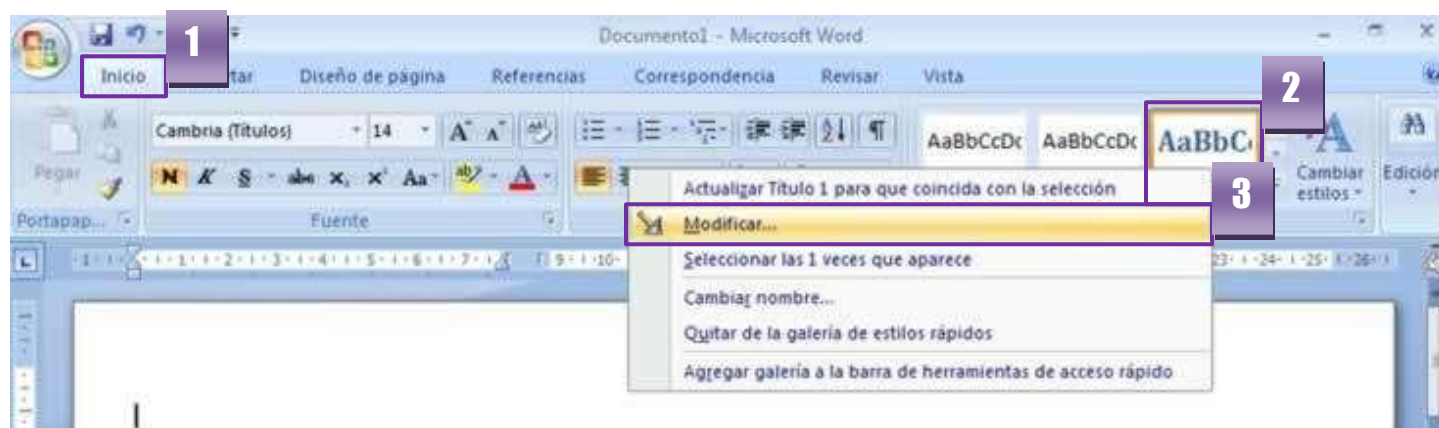 Documento1 - Microsoft Word
1
Inicio
Diseño de página
Referencias
Correspondencia
Revisar
Vista
2
Pegar
Cambria (Títulos)
14
A A
AaBbCcDc
AaBbCcDc
AaBbC
A
Cambiar estilos
Edición
N K S abe x, x² Aa A
Portapap...
Fuente
Actualizar Título 1 para que coincida con la selección
3
Modificar...
Seleccionar las 1 veces que aparece
Cambiar nombre...
Quitar de la galería de estilos rápidos
Agregar galería a la barra de herramientas de acceso rápido